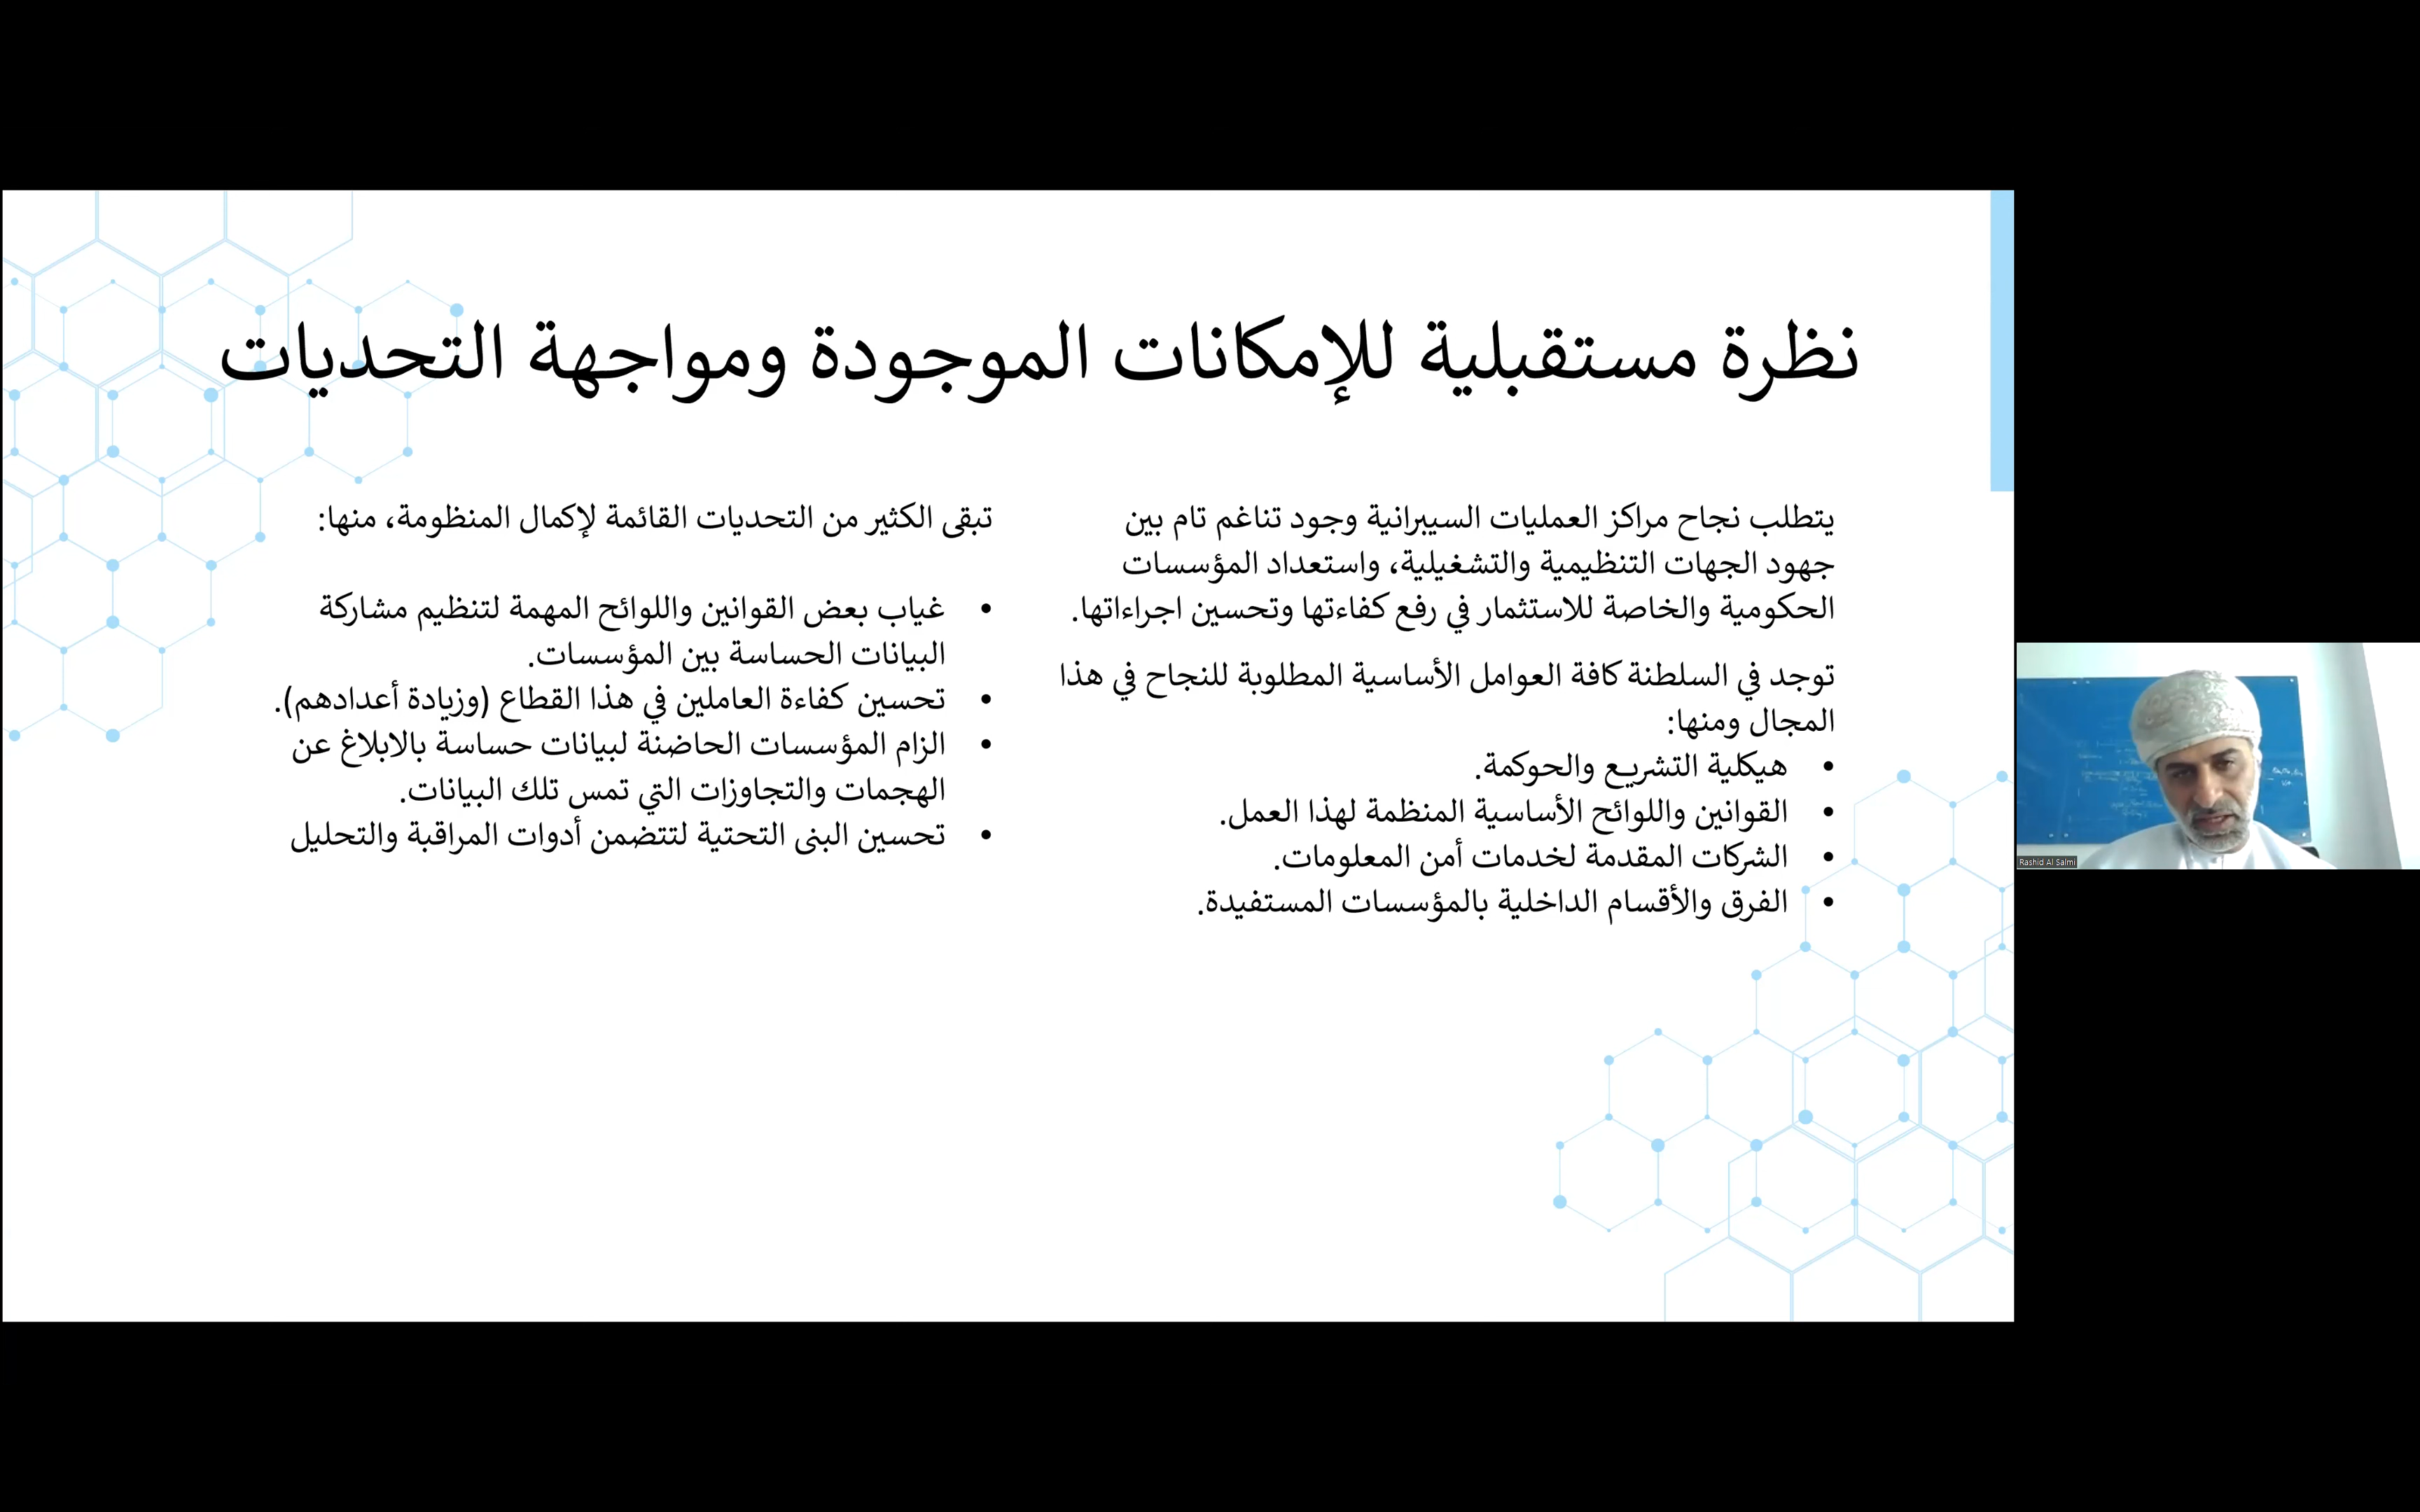 نظرة مستقبلية للإمكانات الموجودة ومواجهة التحديات
يتطلب نجاح مراكز العمليات السيبرانية وجود تناغم تام بين
جهود الجهات التنظيمية والتشغيلية، واستعداد المؤسسات
الحكومية والخاصة للاستثمار في رفع كفاءتها وتحسين اجراءاتها.
توجد في السلطنة كافة العوامل الأساسية المطلوبة للنجاح في هذا
المجال ومنها:
• هيكلية التشريع والحوكمة.
• القوانين واللوائح الأساسية المنظمة لهذا العمل.
• الشركات المقدمة لخدمات أمن المعلومات.
• الفرق والأقسام الداخلية بالمؤسسات المستفيدة.
تبقى الكثير من التحديات القائمة لإكمال المنظومة، منها:
• غياب بعض القوانين واللوائح المهمة لتنظيم مشاركة
البيانات الحساسة بين المؤسسات.
• تحسين كفاءة العاملين في هذا القطاع (وزيادة أعدادهم).
• الزام المؤسسات الحاضنة لبيانات حساسة بالابلاغ عن
الهجمات والتجاوزات التي تمس تلك البيانات.
• تحسين البنى التحتية لتتضمن أدوات المراقبة والتحليل
Rashid Al Salmi